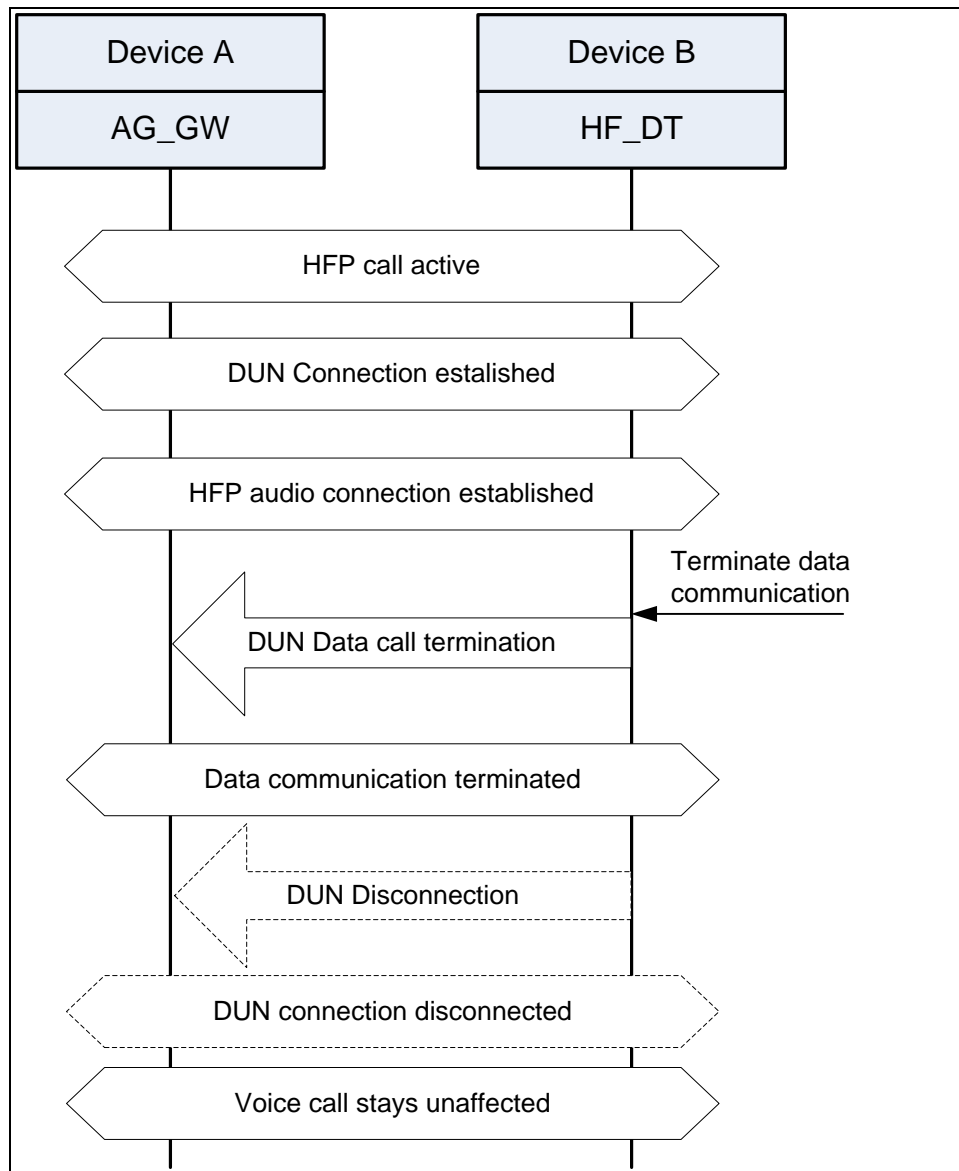 Device A
Device B
AG_GW
HF_DT
HFP call active
DUN Connection estalished
HFP audio connection established
Terminate data
communication
DUN Data call termination
Data communication terminated
DUN Disconnection
DUN connection disconnected
Voice call stays unaffected